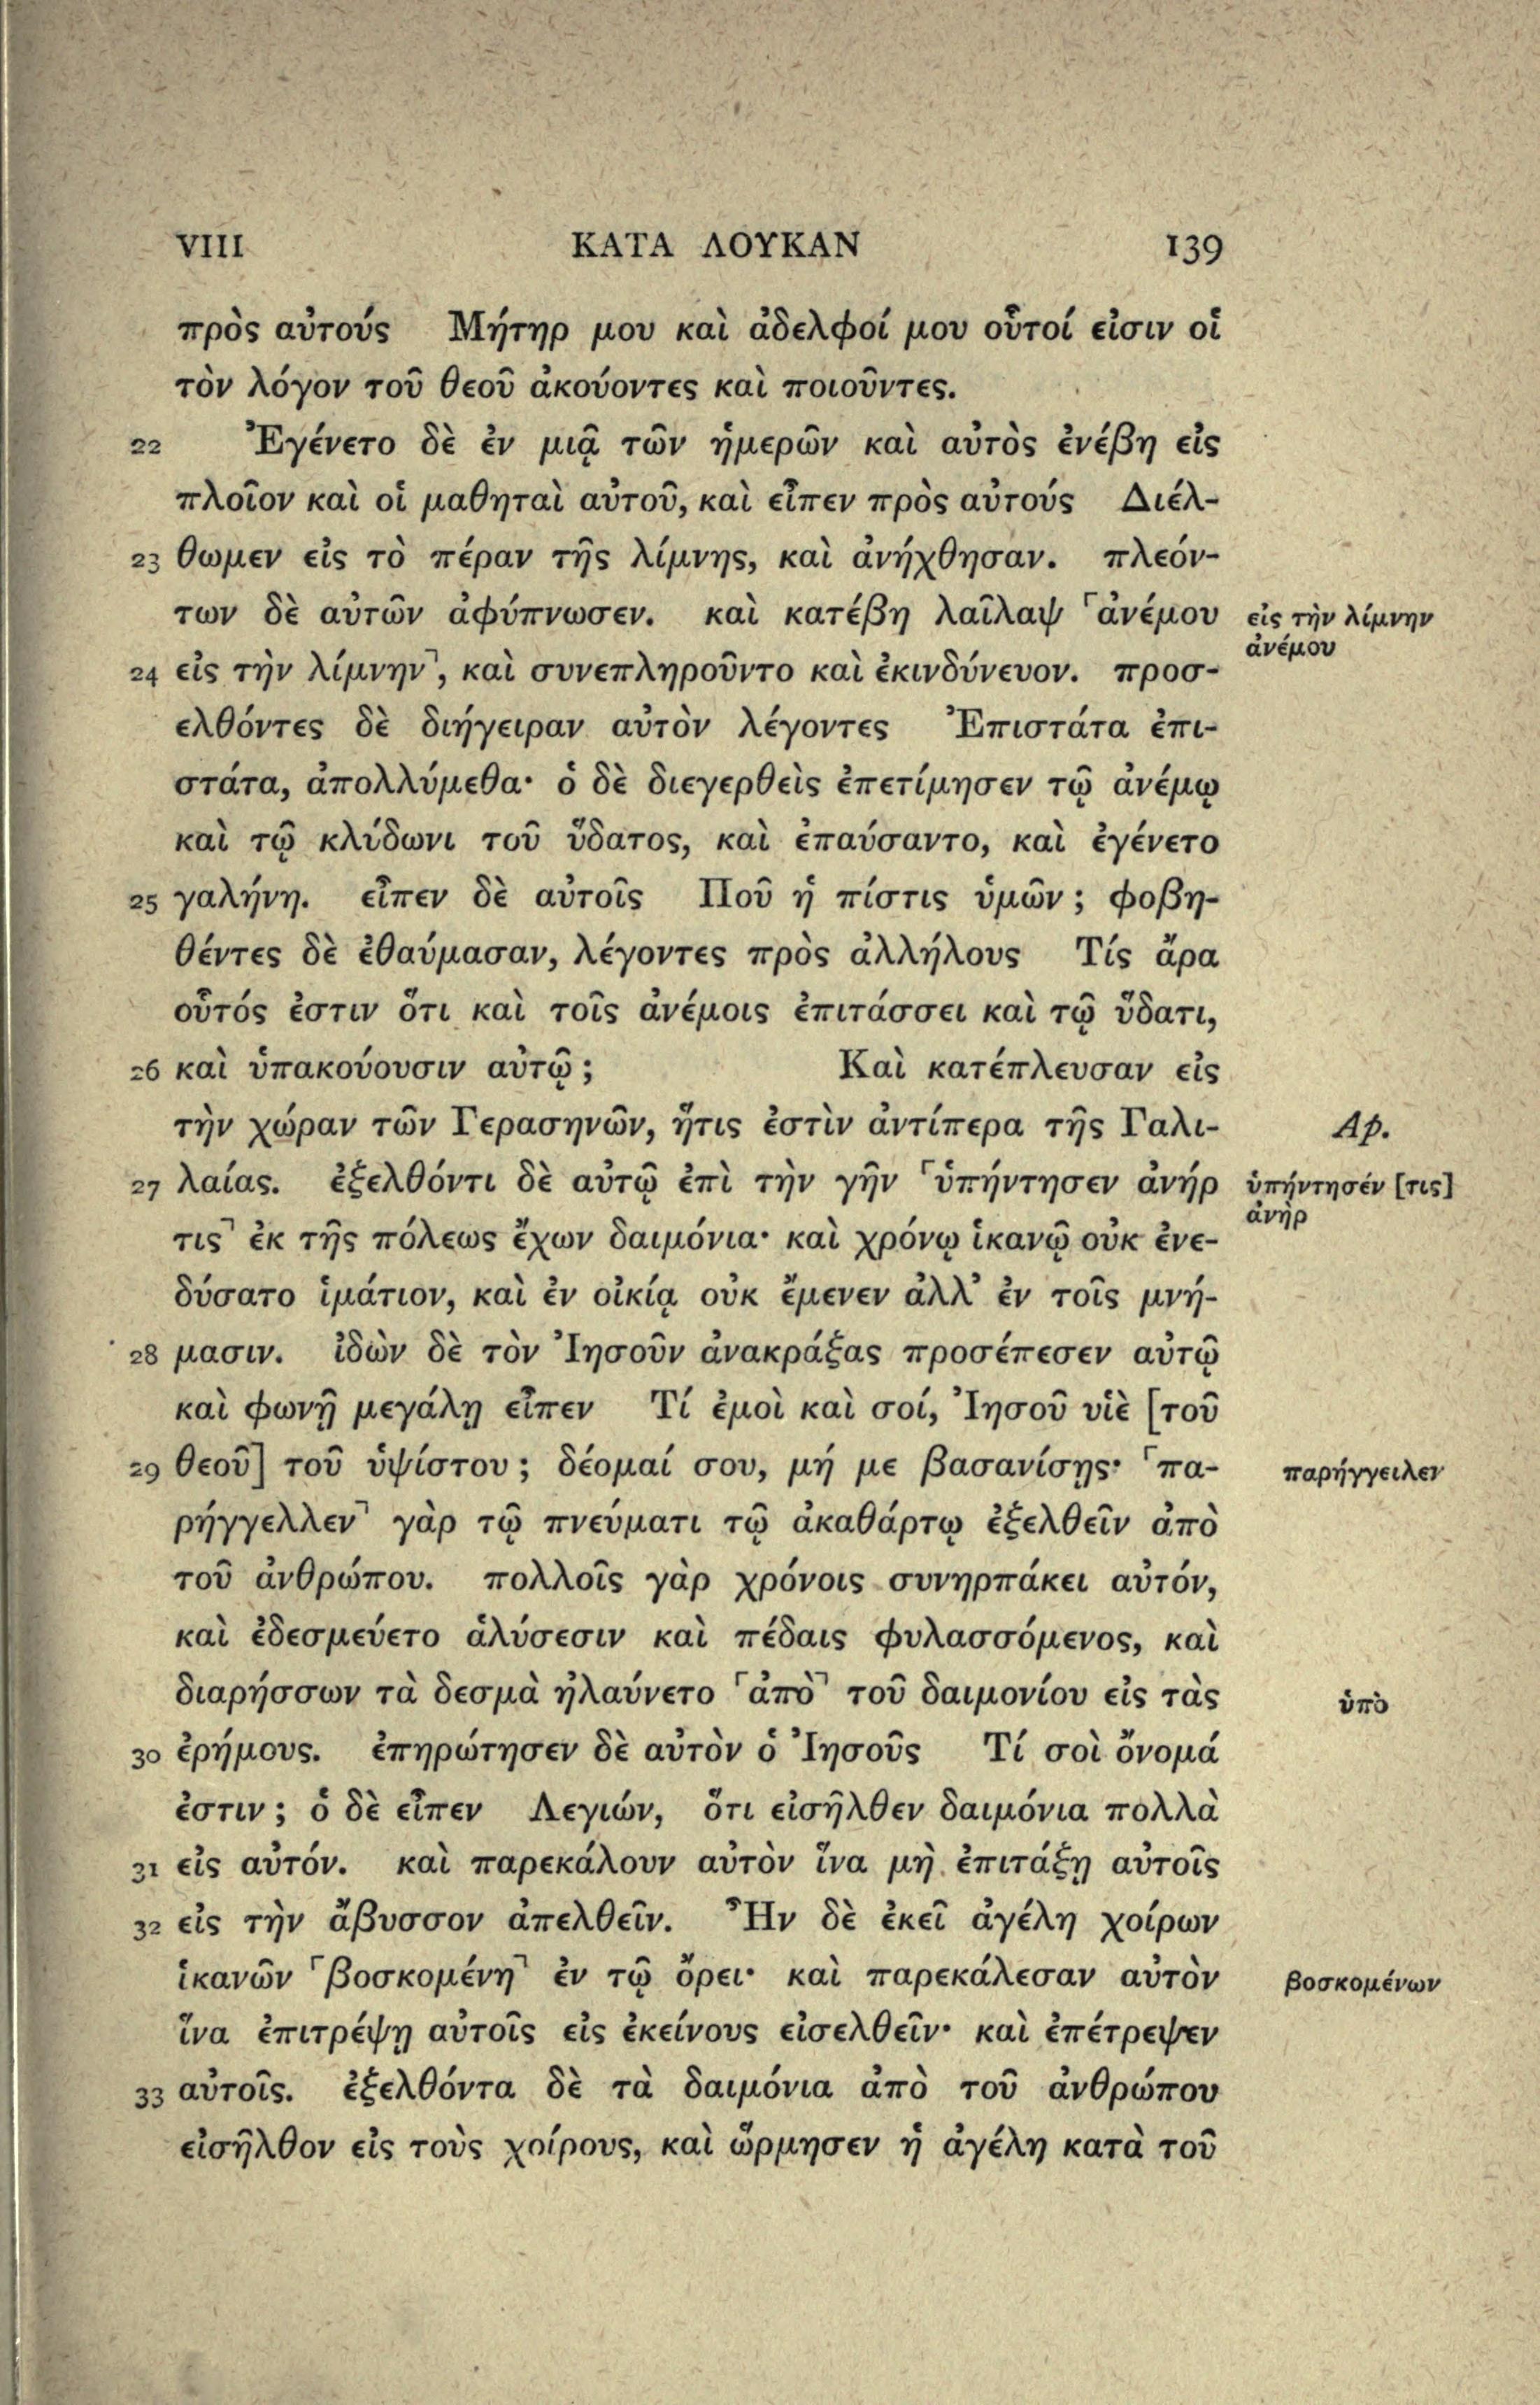 VIII ΚΑΤΑ ΛΟΥΚΑΝ 139
πρὸς αὐτούς Μήτηρ μου καὶ ἀδελφοί μου οὗτοί εἰσιν οἱ
τὸν λόγον τοῦ θεοῦ ἀκούοντες καὶ ποιοῦντες.
22 Ἐγένετο δὲ ἐν μιᾷ τῶν ἡμερῶν καὶ αὐτὸς ἐνέβη εἰς
πλοῖον καὶ οἱ μαθηταὶ αὐτοῦ, καὶ εἶπεν πρὸς αὐτούς Διέλ-
23 θωμεν εἰς τὸ πέραν τῆς λίμνης, καὶ ἀνήχθησαν. πλεόν-
των δὲ αὐτῶν ἀφύπνωσεν. καὶ κατέβη λαῖλαψ ⸀ἀνέμου εἰς τὴν λίμνην
ἀνέμου
24 εἰς τὴν λίμνην⸃, καὶ συνεπληροῦντο καὶ ἐκινδύνευον. προσ-
ελθόντες δὲ διήγειραν αὐτὸν λέγοντες Ἐπιστάτα ἐπι-
στάτα, ἀπολλύμεθα· ὁ δὲ διεγερθεὶς ἐπετίμησεν τῷ ἀνέμῳ
καὶ τῷ κλύδωνι τοῦ ὕδατος, καὶ ἐπαύσαντο, καὶ ἐγένετο
25 γαλήνη. εἶπεν δὲ αὐτοῖς Ποῦ ἡ πίστις ὑμῶν; φοβη-
θέντες δὲ ἐθαύμασαν, λέγοντες πρὸς ἀλλήλους Τίς ἄρα
οὗτός ἐστιν ὅτι καὶ τοῖς ἀνέμοις ἐπιτάσσει καὶ τῷ ὕδατι,
26 καὶ ὑπακούουσιν αὐτῷ; Καὶ κατέπλευσαν εἰς
τὴν χώραν τῶν Γερασηνῶν, ἥτις ἐστὶν ἀντίπερα τῆς Γαλι- Ap.
27 λαίας. ἐξελθόντι δὲ αὐτῷ ἐπὶ τὴν γῆν ⸀ὑπήντησεν ἀνήρ ὑπήντησέν [τις]
ἀνὴρ
τις⸃ ἐκ τῆς πόλεως ἔχων δαιμόνια· καὶ χρόνῳ ἱκανῷ οὐκ ἐνε-
δύσατο ἱμάτιον, καὶ ἐν οἰκίᾳ οὐκ ἔμενεν ἀλλ’ ἐν τοῖς μνή-
28 μασιν. ἰδὼν δὲ τὸν Ἰησοῦν ἀνακράξας προσέπεσεν αὐτῷ
καὶ φωνῇ μεγάλῃ εἶπεν Τί ἐμοὶ καὶ σοί, Ἰησοῦ υἱὲ [τοῦ
29 θεοῦ] τοῦ ὑψίστου; δέομαί σου, μή με βασανίσῃς· ⸀πα- παρήγγειλεν
ρήγγελλεν⸃ γὰρ τῷ πνεύματι τῷ ἀκαθάρτῳ ἐξελθεῖν ἀπὸ
τοῦ ἀνθρώπου. πολλοῖς γὰρ χρόνοις συνηρπάκει αὐτόν,
καὶ ἐδεσμεύετο ἁλύσεσιν καὶ πέδαις φυλασσόμενος, καὶ
διαρήσσων τὰ δεσμὰ ἠλαύνετο ⸀ἀπὸ⸃ τοῦ δαιμονίου εἰς τὰς ὑπὸ
30 ἐρήμους. ἐπηρώτησεν δὲ αὐτὸν ὁ Ἰησοῦς Τί σοὶ ὄνομά
ἐστιν; ὁ δὲ εἶπεν Λεγιών, ὅτι εἰσῆλθεν δαιμόνια πολλὰ
31 εἰς αὐτόν. καὶ παρεκάλουν αὐτὸν ἵνα μὴ ἐπιτάξῃ αὐτοῖς
32 εἰς τὴν ἄβυσσον ἀπελθεῖν. Ἦν δὲ ἐκεῖ ἀγέλη χοίρων
ἱκανῶν ⸀βοσκομένη⸃ ἐν τῷ ὄρει· καὶ παρεκάλεσαν αὐτὸν βοσκομένων
ἵνα ἐπιτρέψῃ αὐτοῖς εἰς ἐκείνους εἰσελθεῖν· καὶ ἐπέτρεψεν
33 αὐτοῖς. ἐξελθόντα δὲ τὰ δαιμόνια ἀπὸ τοῦ ἀνθρώπου
εἰσῆλθον εἰς τοὺς χοίρους, καὶ ὥρμησεν ἡ ἀγέλη κατὰ τοῦ